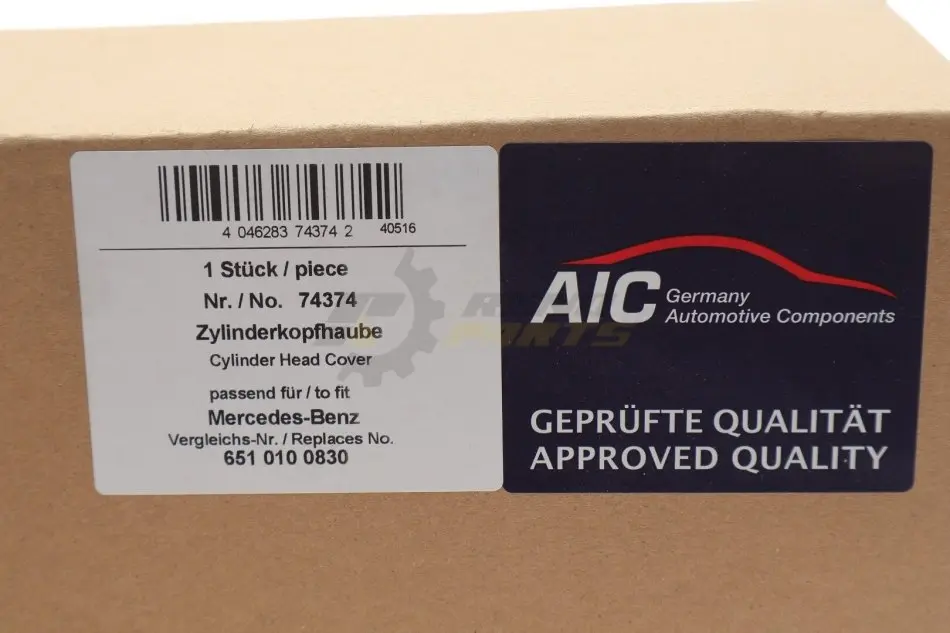 4 046283 74374 2 40516
1 Stück / piece
Nr. / No. 74374
Zylinderkopfhaube
Cylinder Head Cover
passend für / to fit
Mercedes-Benz
Vergleichs-Nr. / Replaces No.
651 010 0830
AIC Germany
Automotive Components
GEPRÜFTE QUALITÄT
APPROVED QUALITY
PARTS